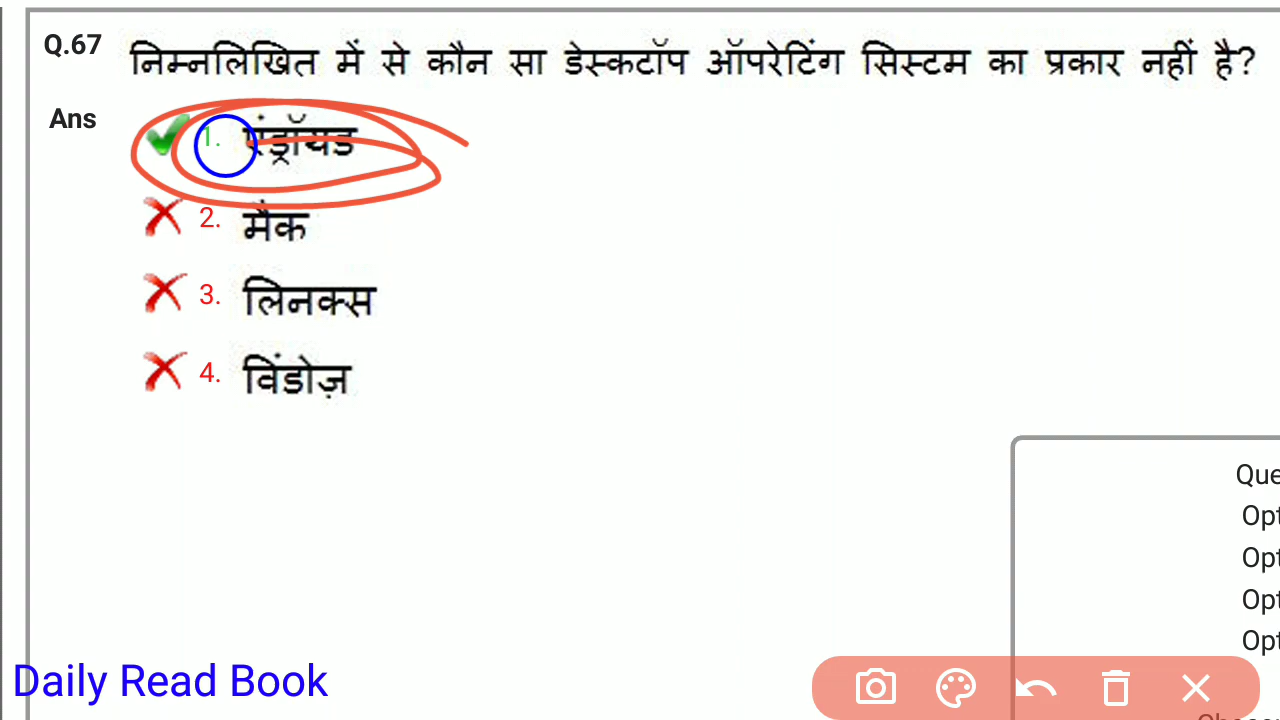 Q.67 निम्नलिखित में से कौन सा डेस्कटॉप ऑपरेटिंग सिस्टम का प्रकार नहीं है?
Ans 1. एंड्रॉयड
2. मैक
3. लिनक्स
4. विंडोज़
Que
Opt
Opt
Opt
Opt
Daily Read Book